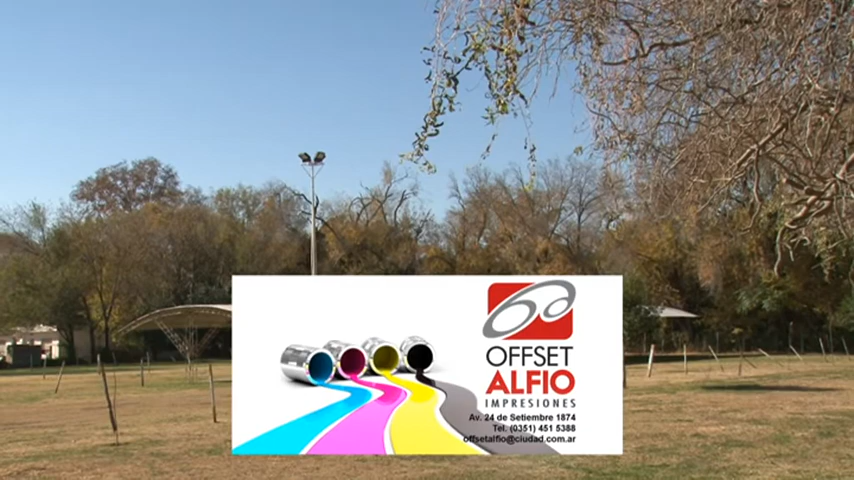 OFFSET
ALFIO
IMPRESIONES
Av. 24 de Setiembre 1874
Tel. (0351) 451 5388
offsetalfio@ciudad.com.ar